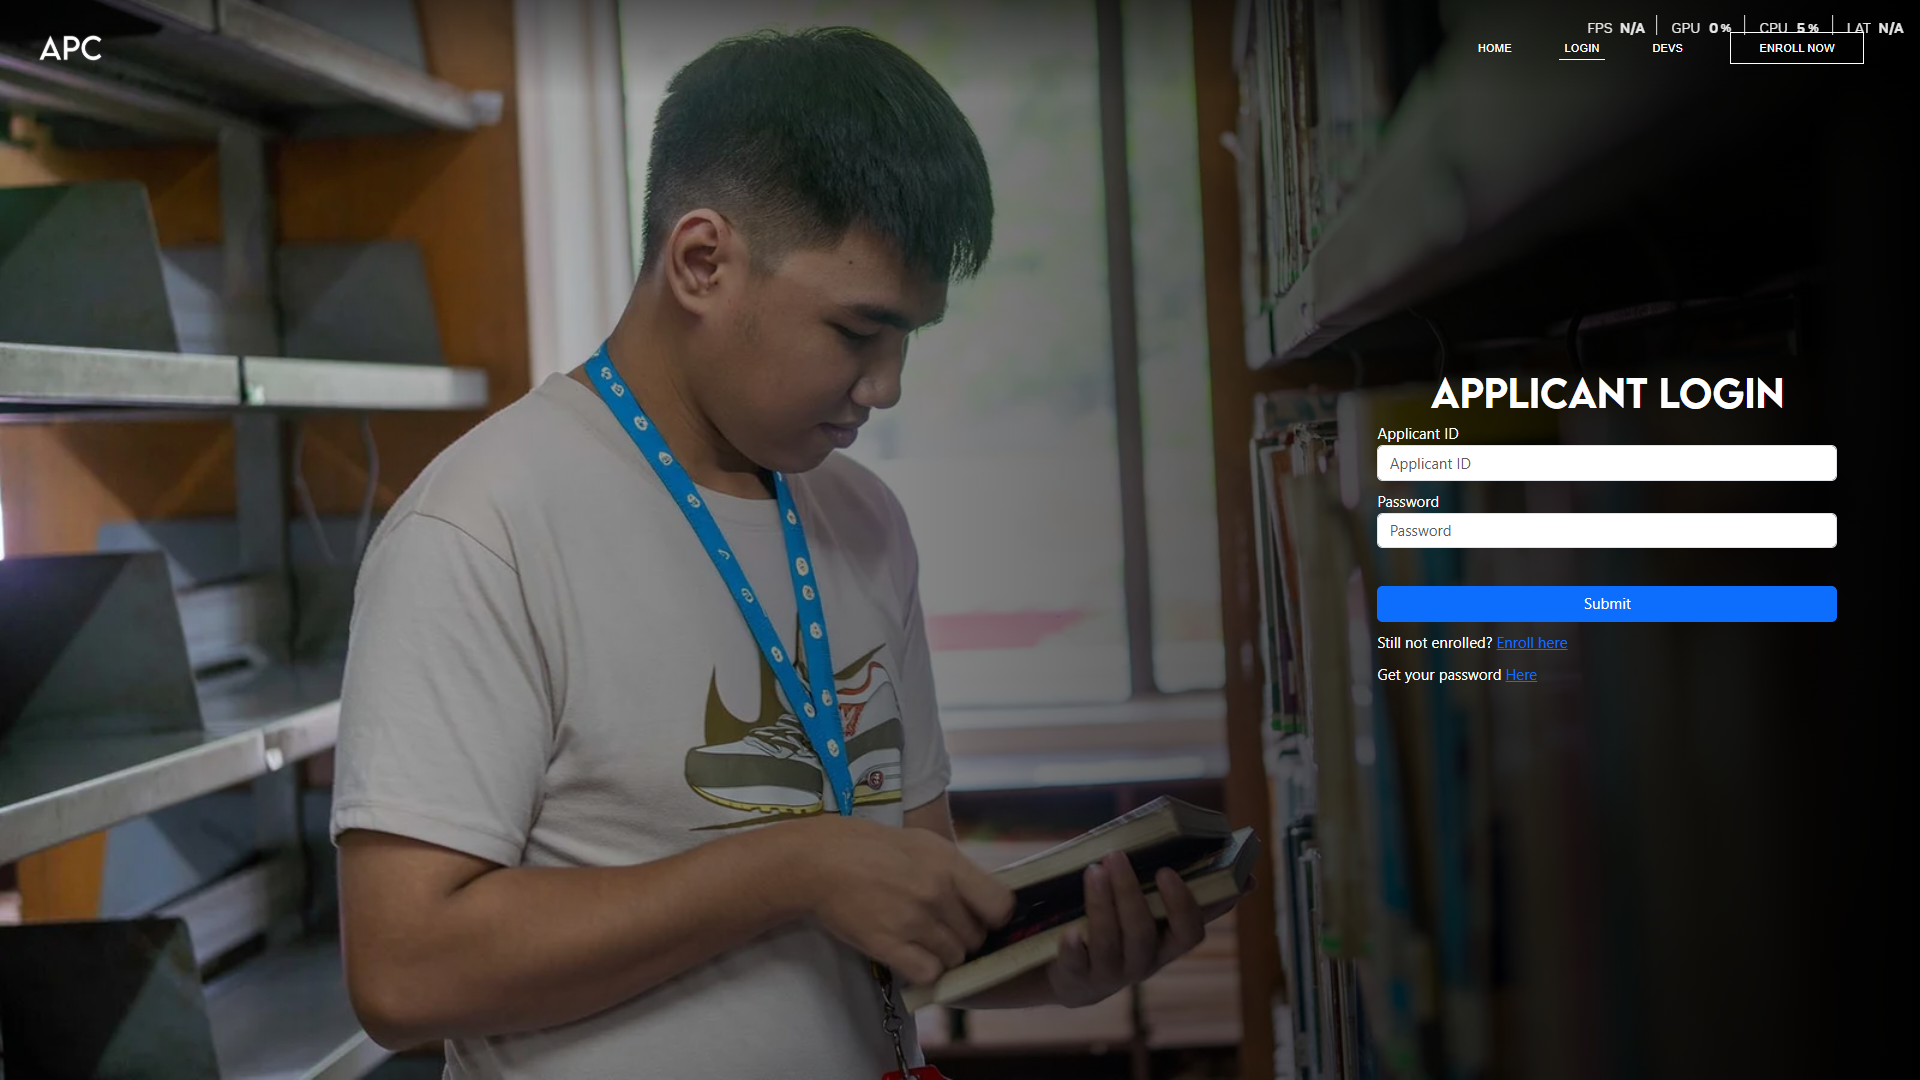 FPS N/A GPU 0% CPU 5% LAT N/A
APC
HOME LOGIN DEVS ENROLL NOW
APPLICANT LOGIN
Applicant ID
Applicant ID
Password
Password
Submit
Still not enrolled? Enroll here
Get your password Here